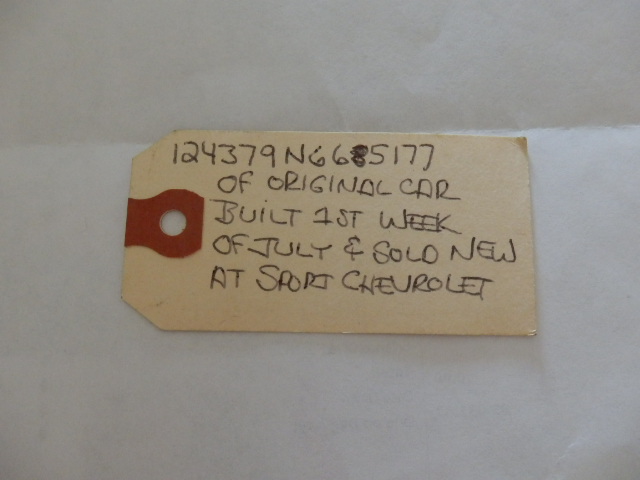 124379N685177
OF ORIGINAL CAR
BUILT 1ST WEEK
OF JULY & SOLD NEW
AT SPORT CHEVROLET